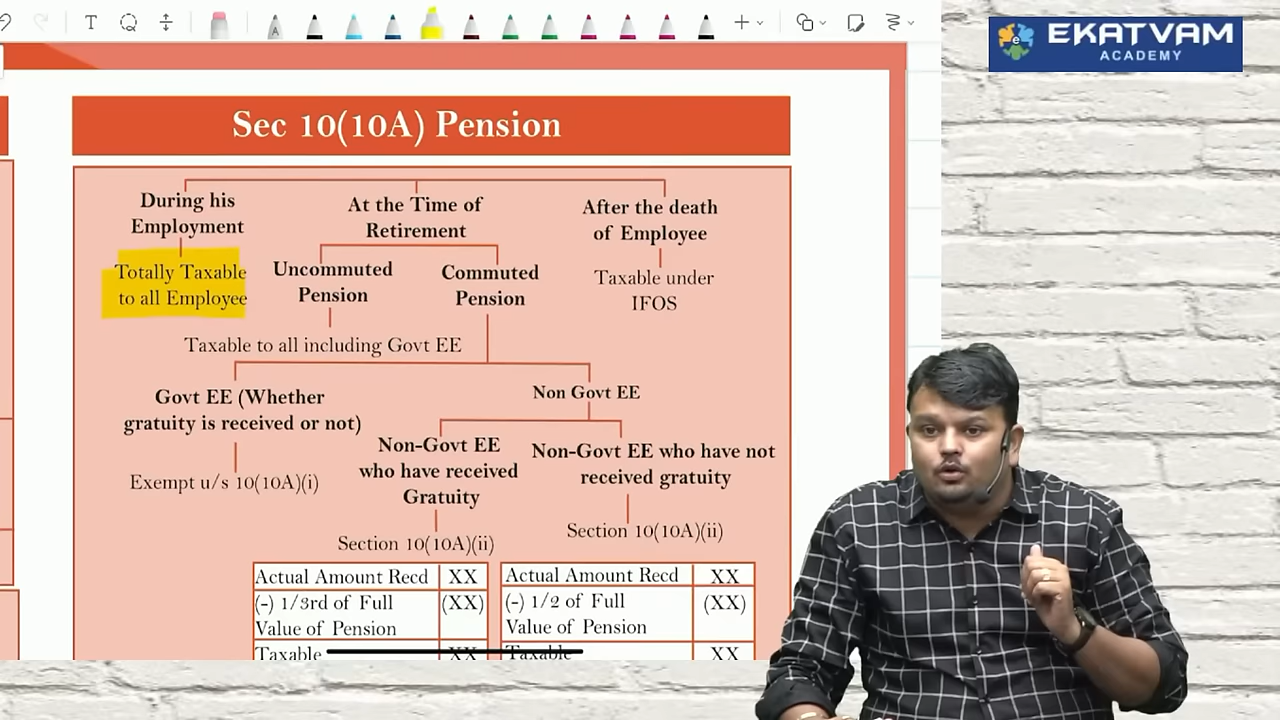 EKATVAM
ACADEMY
Sec 10(10A) Pension
During his
Employment
Totally Taxable
to all Employee
At the Time of
Retirement
Uncommuted
Pension
Commuted
Pension
After the death
of Employee
Taxable under
IFOS
Taxable to all including Govt EE
Govt EE (Whether
gratuity is received or not)
Exempt u/s 10(10A)(i)
Non Govt EE
Non-Govt EE
who have received
Gratuity
Section 10(10A)(ii)
Non-Govt EE who have not
received gratuity
Section 10(10A)(ii)
Actual Amount Recd XX
(-) 1/3rd of Full (XX)
Value of Pension
Taxable XX
Actual Amount Recd XX
(-) 1/2 of Full (XX)
Value of Pension
Taxable XX